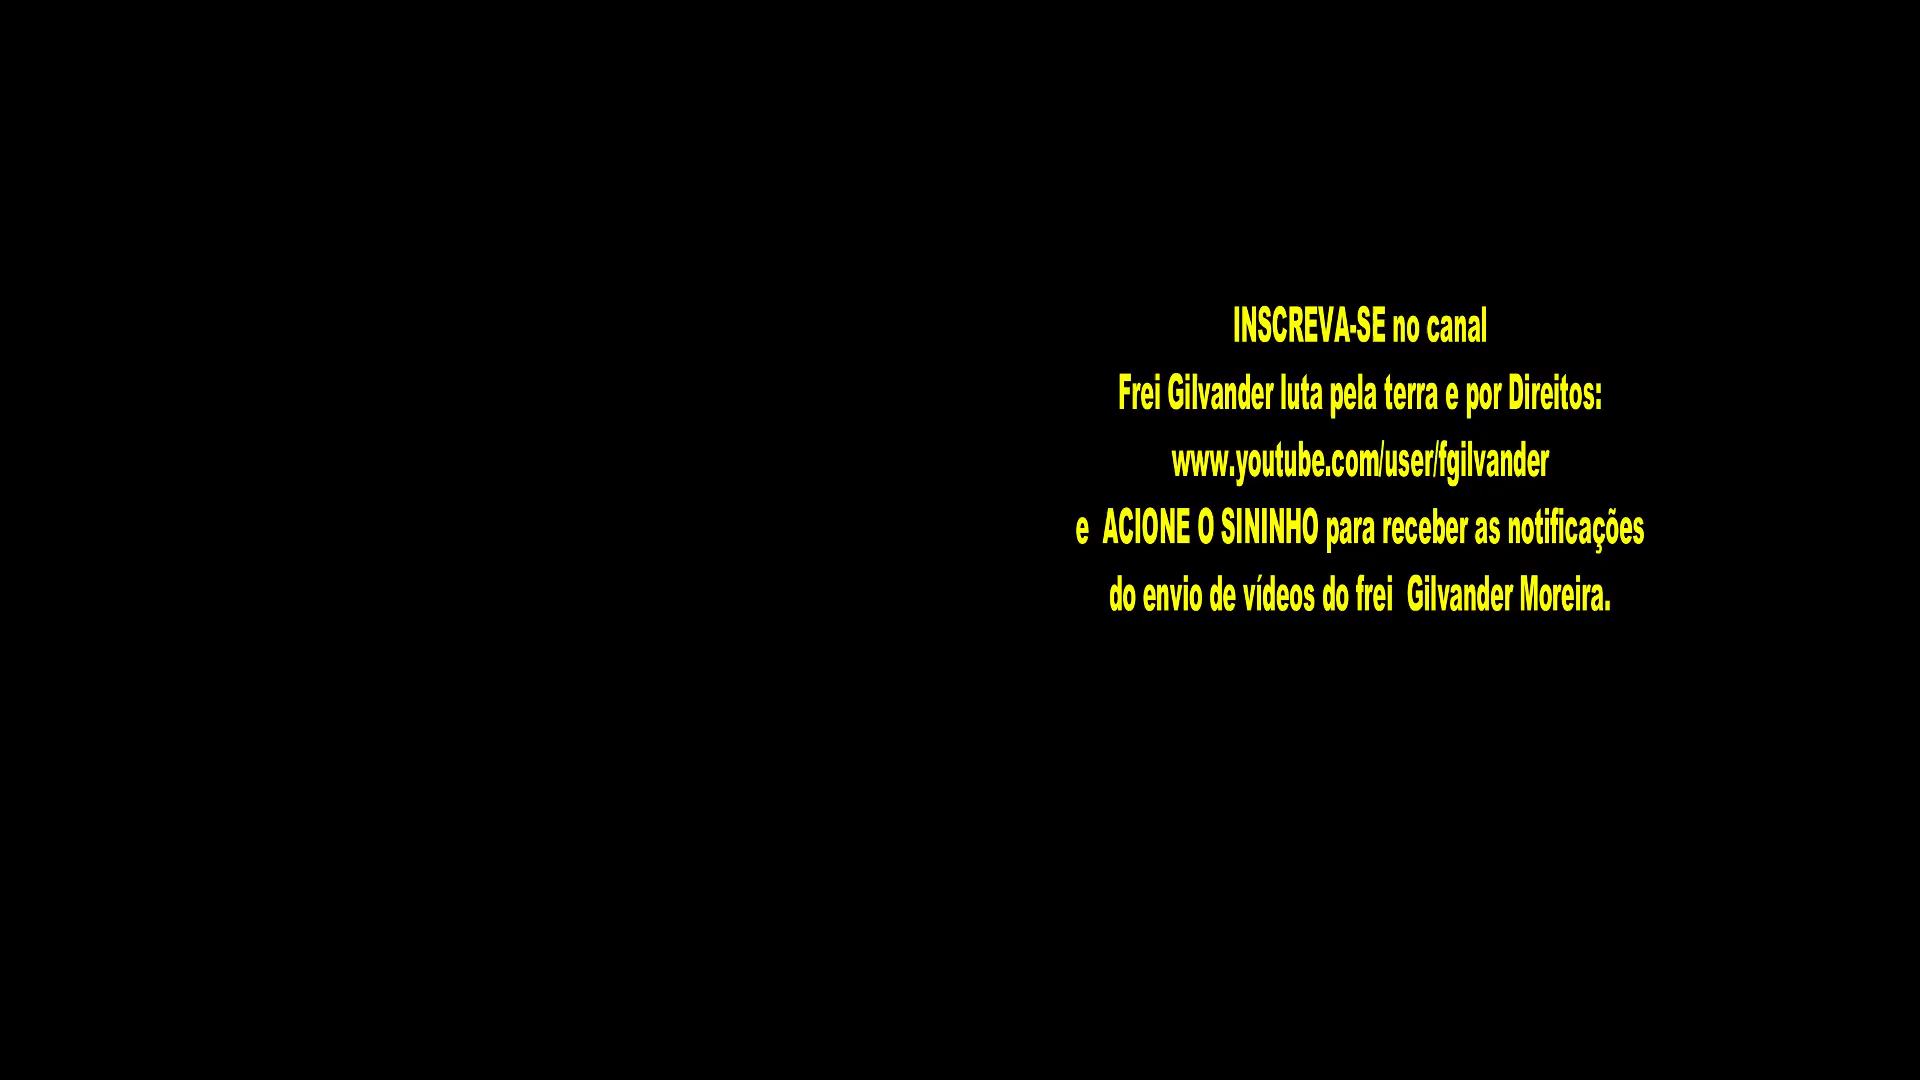 INSCREVA-SE no canal
Frei Gilvander luta pela terra e por Direitos:
www.youtube.com/user/fgilvander
e  ACIONE O SININHO para receber as notificações
do envio de vídeos do frei  Gilvander Moreira.